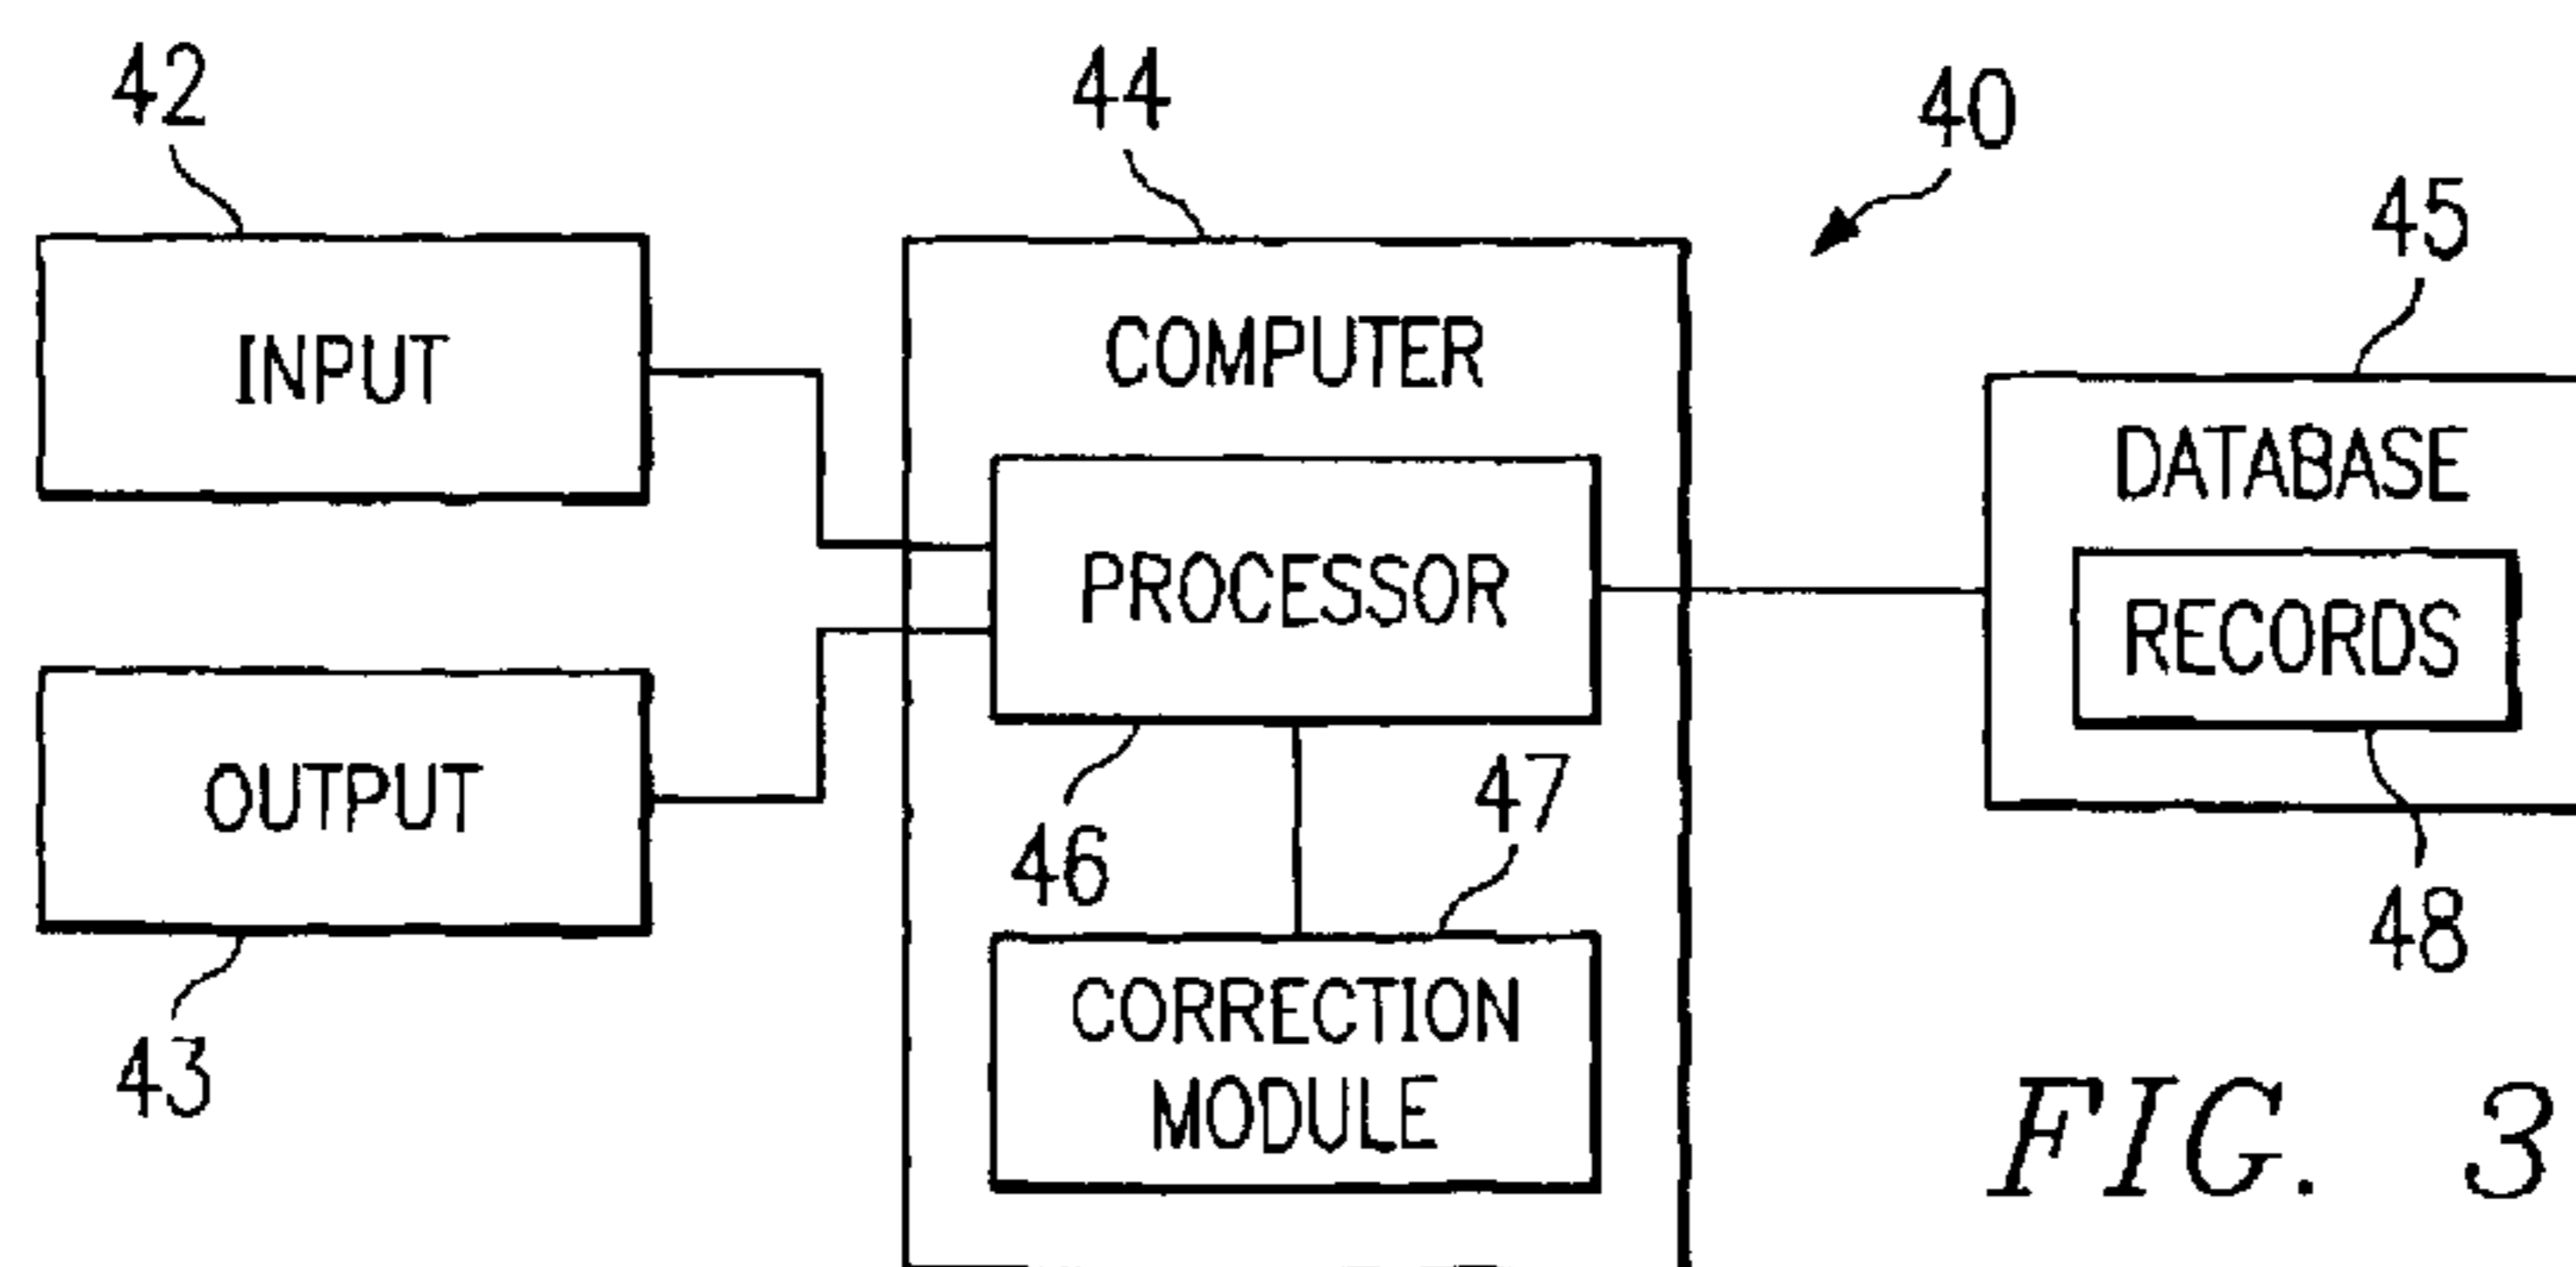 42
44
40
45
INPUT
COMPUTER
DATABASE
PROCESSOR
RECORDS
OUTPUT
46
47
48
43
CORRECTION
MODULE
FIG. 3